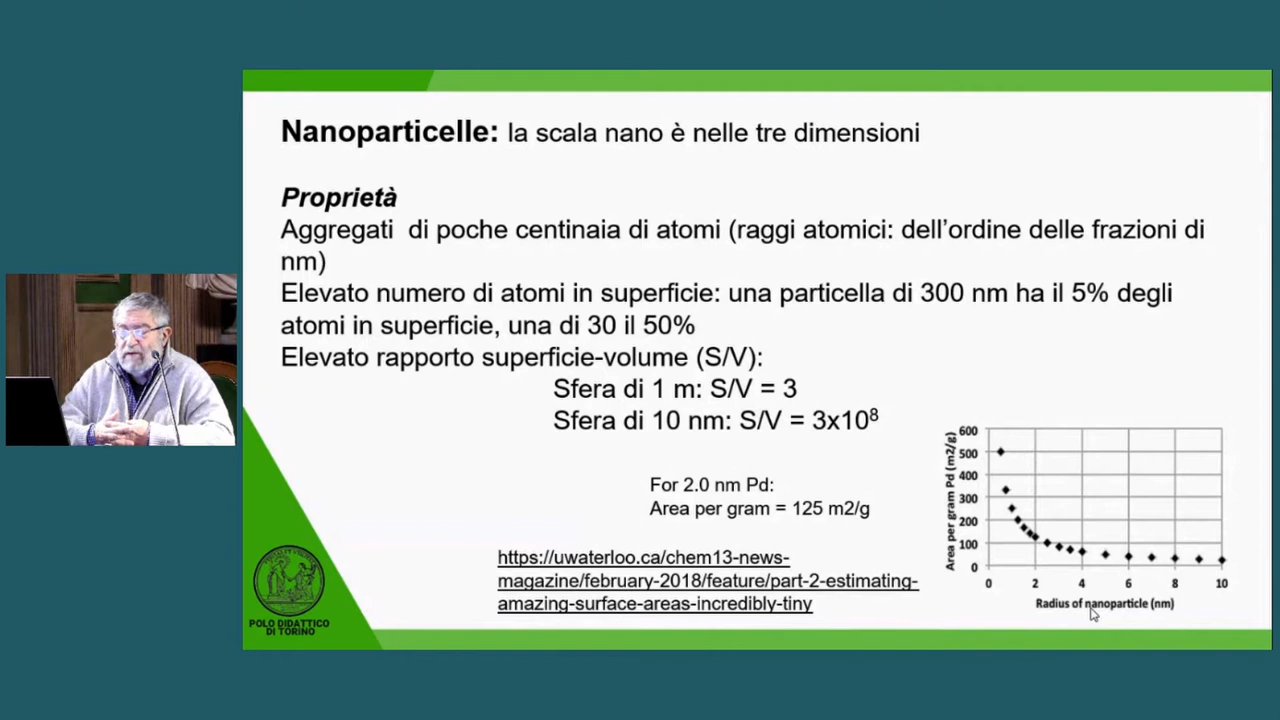 Nanoparticelle: la scala nano è nelle tre dimensioni
Proprietà
Aggregati di poche centinaia di atomi (raggi atomici: dell'ordine delle frazioni di
nm)
Elevato numero di atomi in superficie: una particella di 300 nm ha il 5% degli
atomi in superficie, una di 30 il 50%
Elevato rapporto superficie-volume (S/V):
Sfera di 1 m: S/V = 3
Sfera di 10 nm: S/V = 3x10⁸
For 2.0 nm Pd:
Area per gram = 125 m2/g
https://uwaterloo.ca/chem13-news-
magazine/february-2018/feature/part-2-estimating-
amazing-surface-areas-incredibly-tiny
Area per gram Pd (m2/g)
600
500
400
300
200
100
0
0 2 4 6 8 10
Radius of nanoparticle (nm)
POLO DIDATTICO
DI TORINO